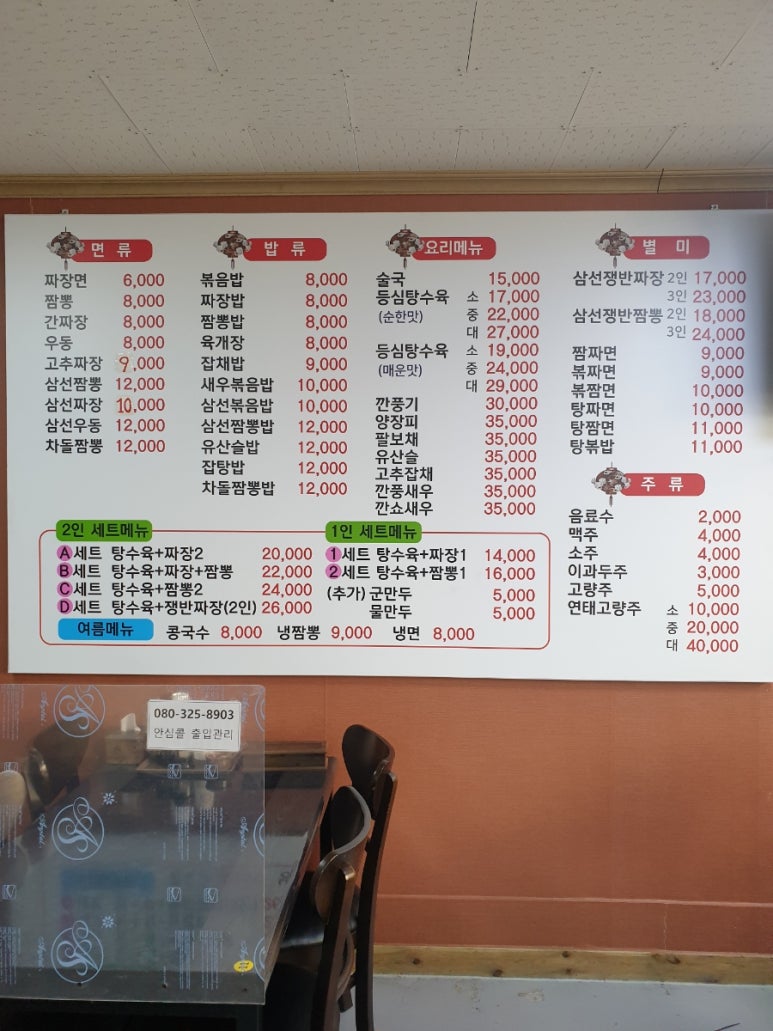 면 류
짜장면 6,000
짬뽕 8,000
간짜장 8,000
우동 8,000
고추짜장 9,000
삼선짬뽕 12,000
삼선짜장 10,000
삼선우동 12,000
차돌짬뽕 12,000
밥 류
볶음밥 8,000
짜장밥 8,000
짬뽕밥 8,000
육개장 8,000
잡채밥 9,000
새우볶음밥 10,000
삼선볶음밥 10,000
삼선짬뽕밥 12,000
유산슬밥 12,000
잡탕밥 12,000
차돌짬뽕밥 12,000
요리메뉴
술국 15,000
등심탕수육 소 17,000
(순한맛) 중 22,000
대 27,000
등심탕수육 소 19,000
(매운맛) 중 24,000
대 29,000
깐풍기 30,000
양장피 35,000
팔보채 35,000
유산슬 35,000
고추잡채 35,000
깐풍새우 35,000
깐쇼새우 35,000
별 미
삼선쟁반짜장 2인 17,000
3인 23,000
삼선쟁반짬뽕 2인 18,000
3인 24,000
짬짜면 9,000
볶짜면 9,000
볶짬면 10,000
탕짜면 10,000
탕짬면 11,000
탕볶밥 11,000
주 류
음료수 2,000
맥주 4,000
소주 4,000
이과두주 3,000
고량주 5,000
연태고량주 소 10,000
중 20,000
대 40,000
2인 세트메뉴
A세트 탕수육+짜장2 20,000
B세트 탕수육+짜장+짬뽕 22,000
C세트 탕수육+짬뽕2 24,000
D세트 탕수육+쟁반짜장(2인) 26,000
1인 세트메뉴
1세트 탕수육+짜장1 14,000
2세트 탕수육+짬뽕1 16,000
(추가) 군만두 5,000
물만두 5,000
여름메뉴 콩국수 8,000 냉짬뽕 9,000 냉면 8,000
080-325-8903
안심콜 출입관리